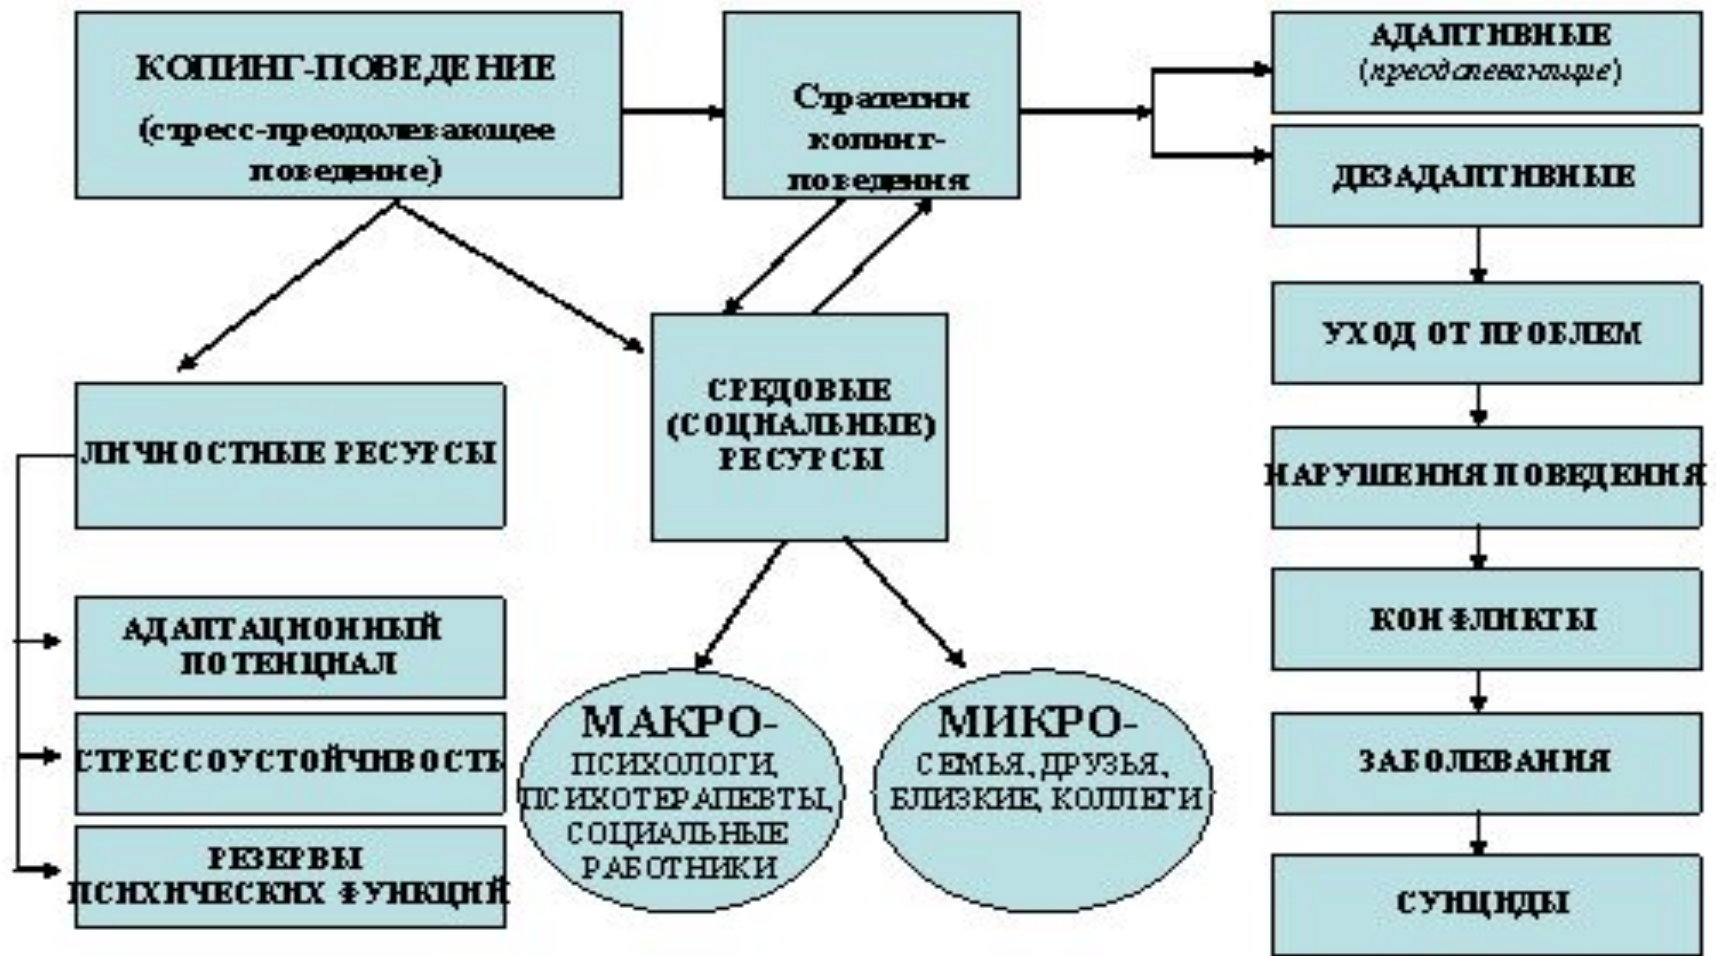 КОПИНГ-ПОВЕДЕНИЕ
(стресс-преодолевающее
поведение)
Стратегии
копинг-
поведения
АДАПТИВНЫЕ
(преодолевающие)
ДЕЗАДАПТИВНЫЕ
УХОД ОТ ПРОБЛЕМ
НАРУШЕНИЯ ПОВЕДЕНИЯ
КОНФЛИКТЫ
ЗАБОЛЕВАНИЯ
СУИЦИДЫ
ЛИЧНОСТНЫЕ РЕСУРСЫ
АДАПТАЦИОННЫЙ
ПОТЕНЦИАЛ
СТРЕССОУСТОЙЧИВОСТЬ
РЕЗЕРВЫ
ПСИХИЧЕСКИХ ФУНКЦИЙ
СРЕДОВЫЕ
(СОЦИАЛЬНЫЕ)
РЕСУРСЫ
МАКРО-
ПСИХОЛОГИ,
ПСИХОТЕРАПЕВТЫ,
СОЦИАЛЬНЫЕ
РАБОТНИКИ
МИКРО-
СЕМЬЯ, ДРУЗЬЯ,
БЛИЗКИЕ, КОЛЛЕГИ